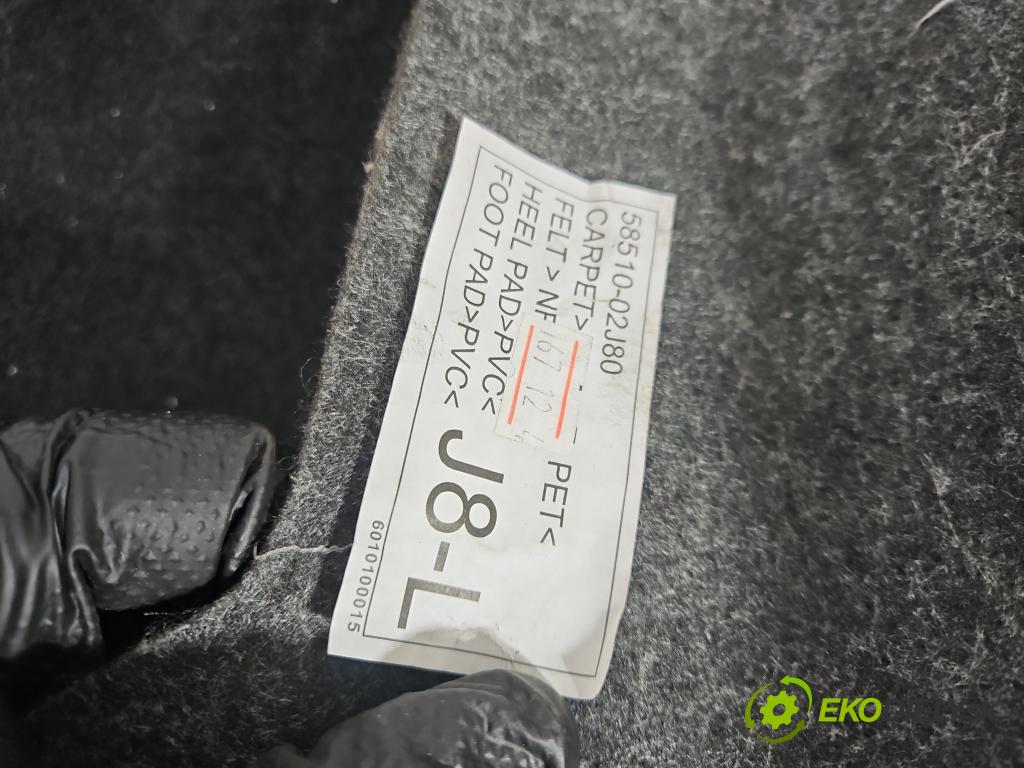 58510-02J80
CARPET>
FELT > NF PET<
HEEL PAD>PVC<
FOOT PAD>PVC<
J8-L
6010100015
EKO